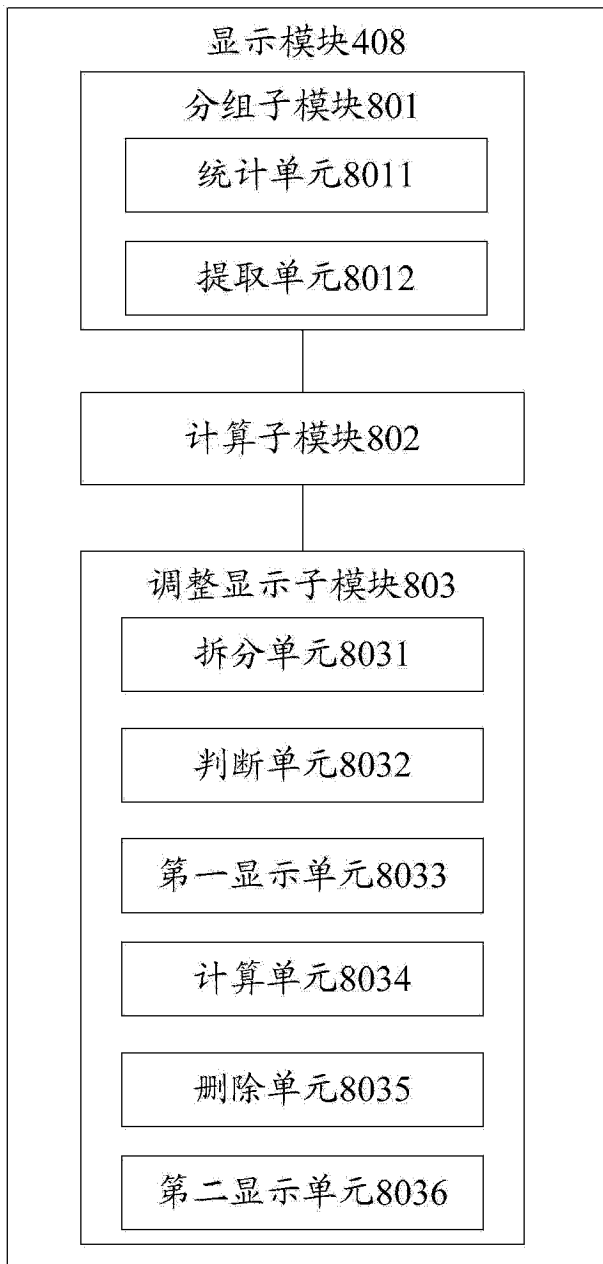 显示模块408
分组子模块801
统计单元8011
提取单元8012
计算子模块802
调整显示子模块803
拆分单元8031
判断单元8032
第一显示单元8033
计算单元8034
删除单元8035
第二显示单元8036